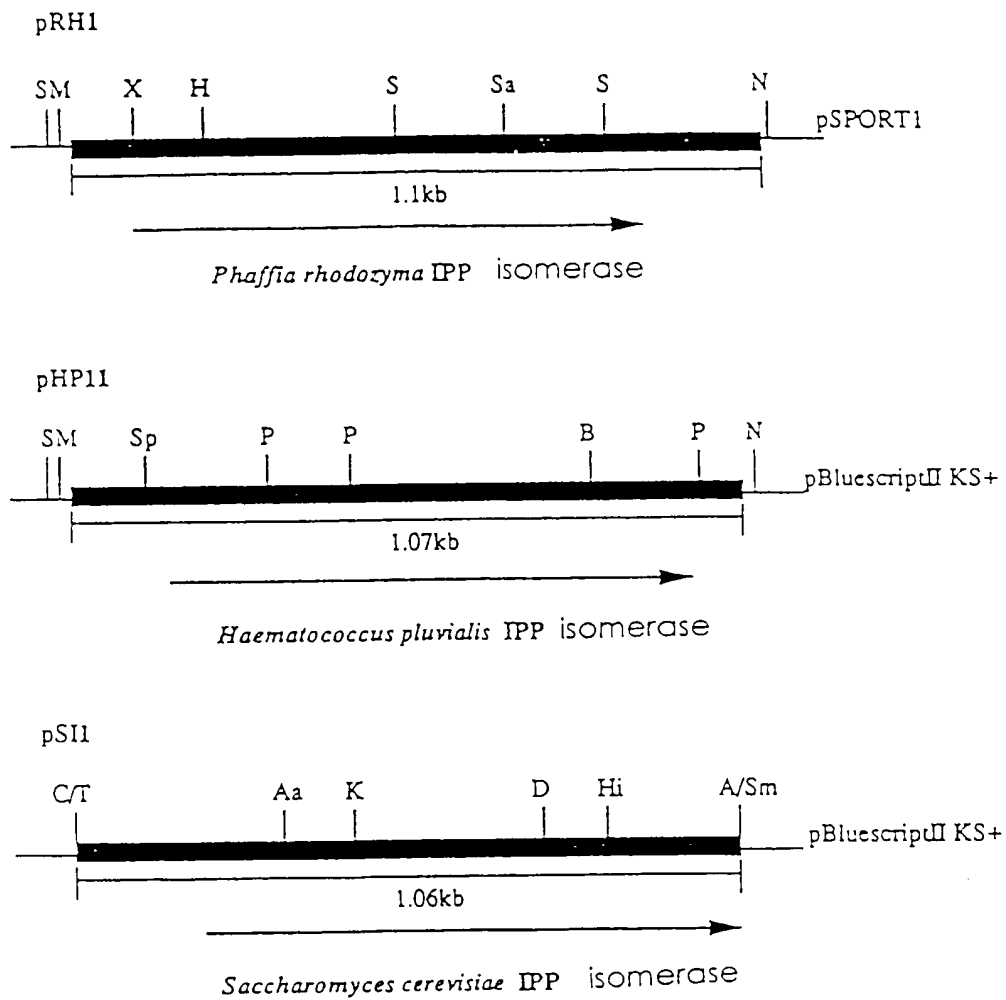 pRH1
SM X H S Sa S N
pSPORT1
1.1kb
Phaffia rhodozyma IPP isomerase
pHP11
SM Sp P P B P N
pBluescriptII KS+
1.07kb
Haematococcus pluvialis IPP isomerase
pSI1
C/T Aa K D Hi A/Sm
pBluescriptII KS+
1.06kb
Saccharomyces cerevisiae IPP isomerase